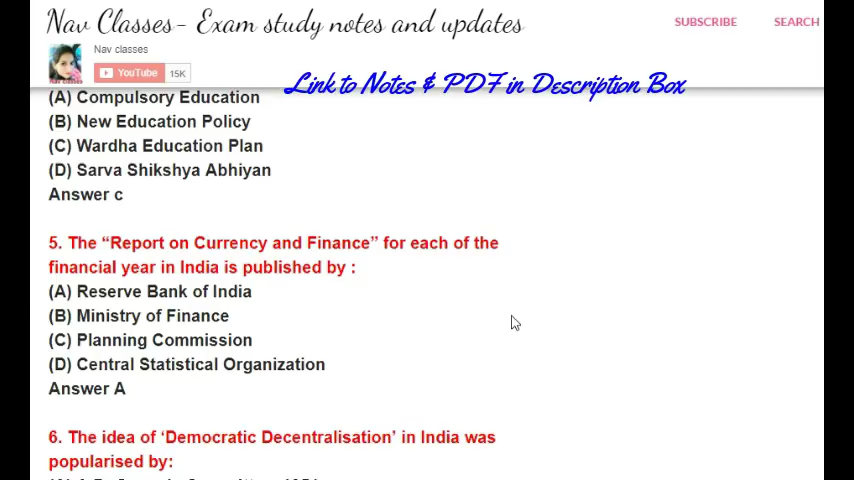 Nav Classes- Exam study notes and updates
SUBSCRIBE
SEARCH
Nav classes
YouTube 15K
Link to Notes & PDF in Description Box
(A) Compulsory Education
(B) New Education Policy
(C) Wardha Education Plan
(D) Sarva Shikshya Abhiyan
Answer c
5. The “Report on Currency and Finance” for each of the
financial year in India is published by :
(A) Reserve Bank of India
(B) Ministry of Finance
(C) Planning Commission
(D) Central Statistical Organization
Answer A
6. The idea of ‘Democratic Decentralisation’ in India was
popularised by: